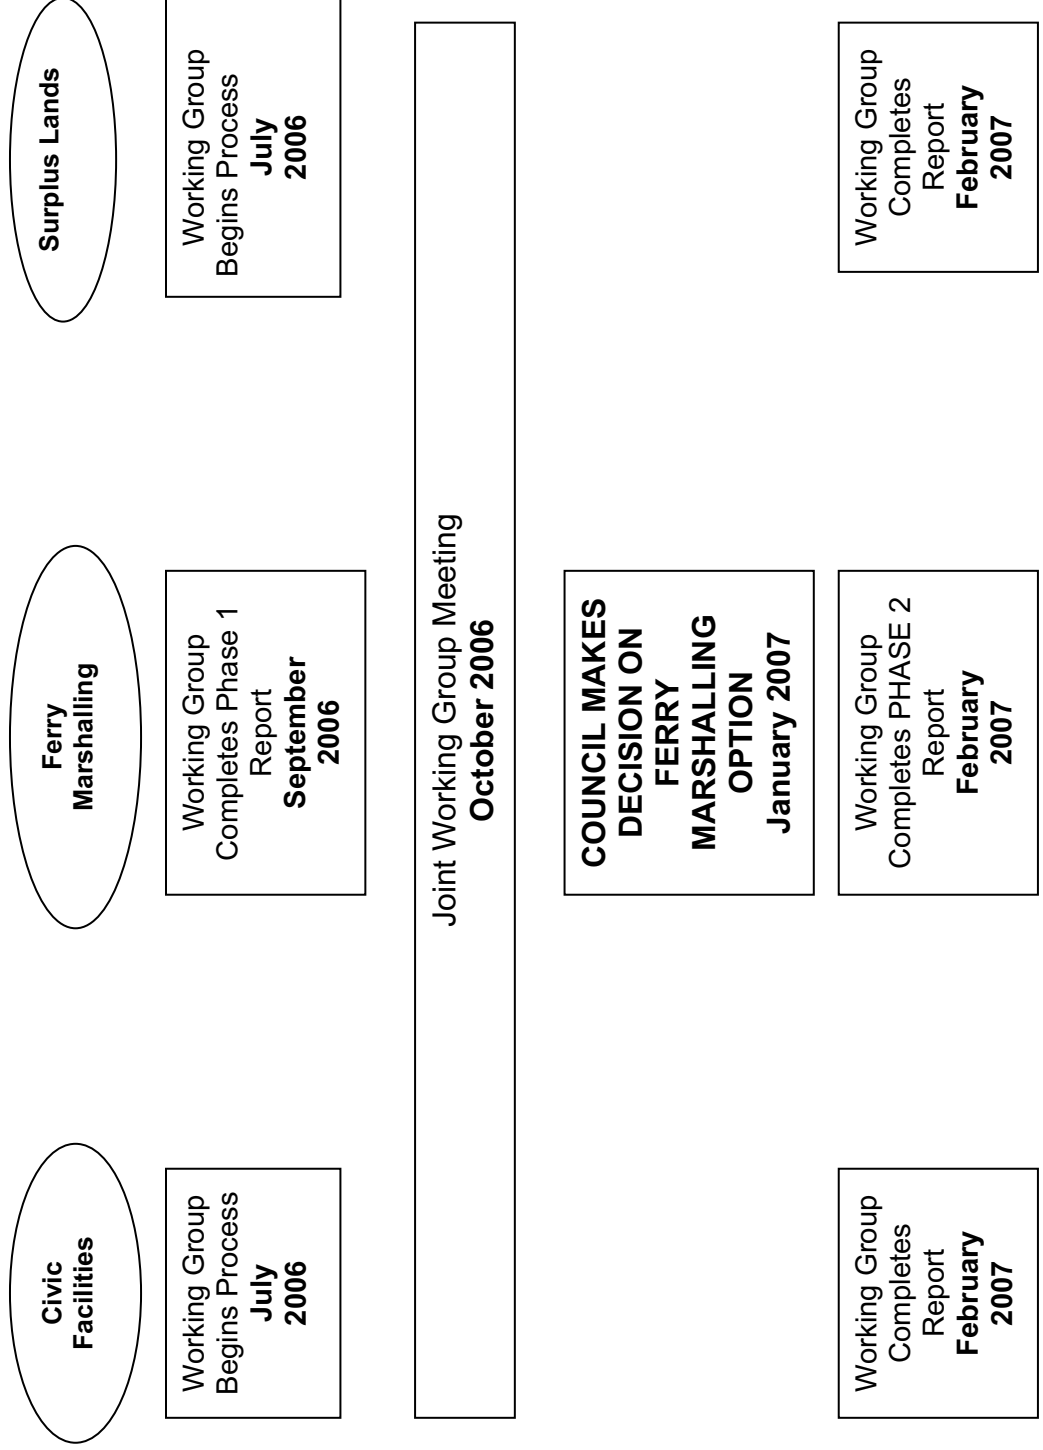 Civic
Facilities
Ferry
Marshalling
Surplus Lands
Working Group
Begins Process
July
2006
Working Group
Completes Phase 1
Report
September
2006
Working Group
Begins Process
July
2006
Joint Working Group Meeting
October 2006
COUNCIL MAKES
DECISION ON
FERRY
MARSHALLING
OPTION
January 2007
Working Group
Completes
Report
February
2007
Working Group
Completes PHASE 2
Report
February
2007
Working Group
Completes
Report
February
2007